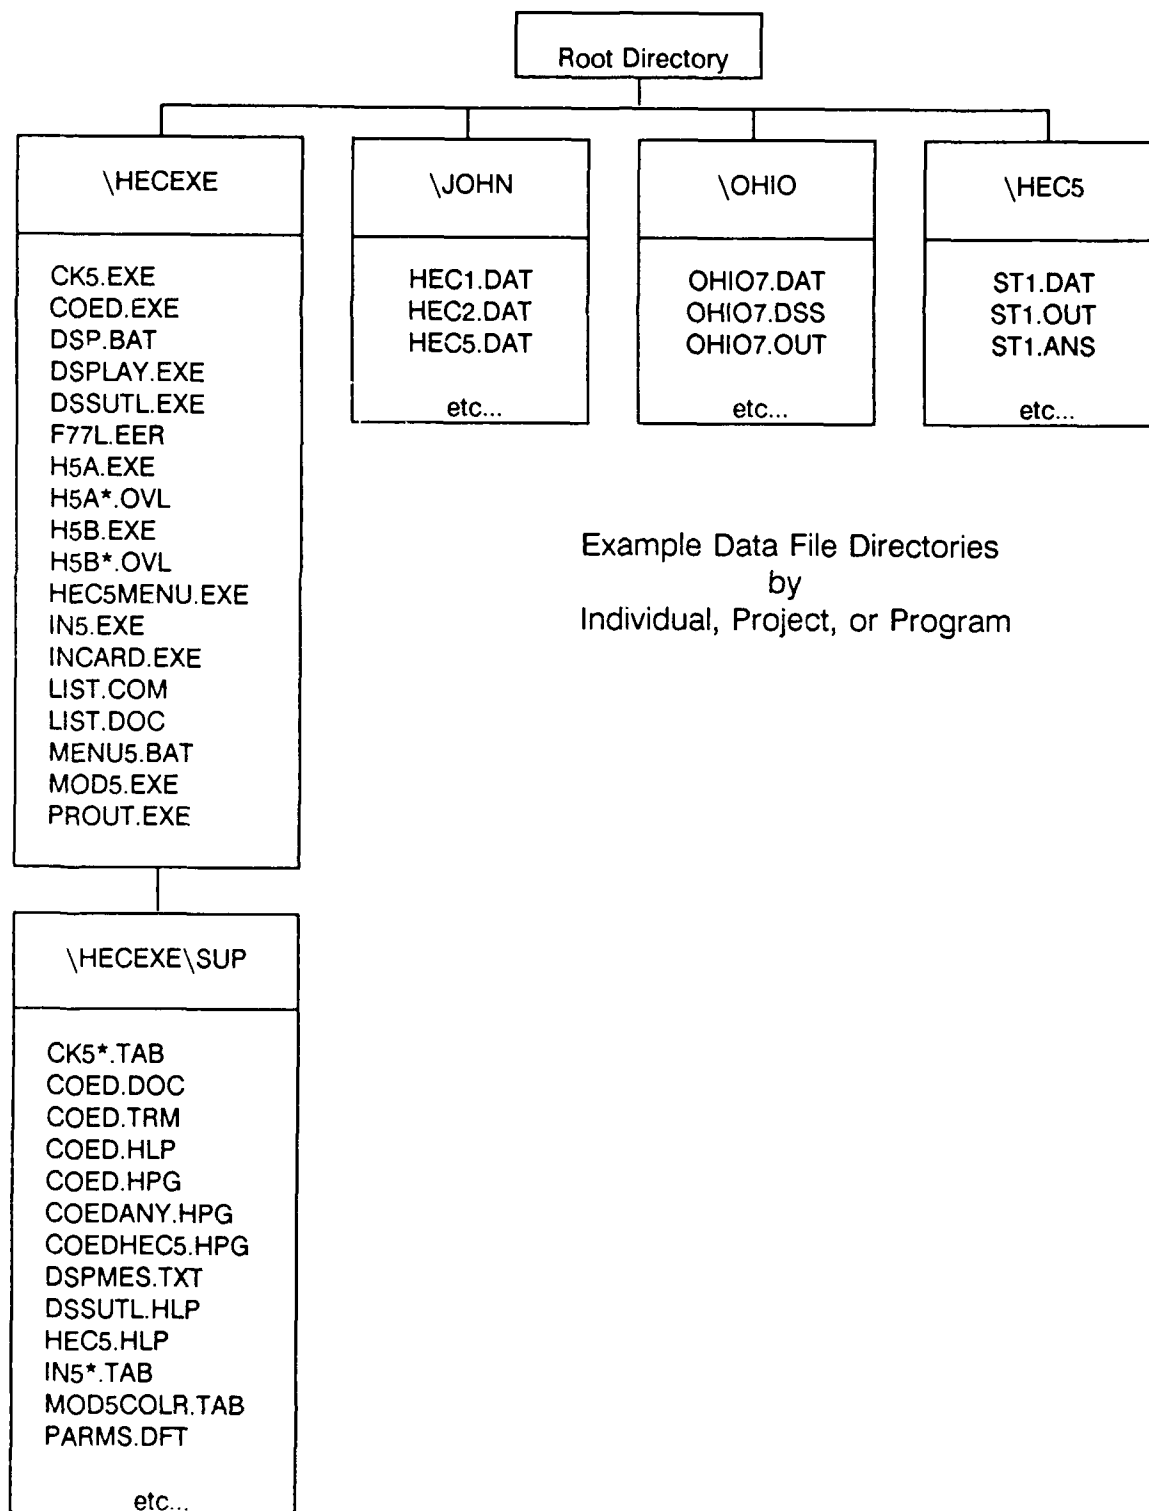 Root Directory
\HECEXE
CK5.EXE
COED.EXE
DSP.BAT
DSPLAY.EXE
DSSUTL.EXE
F77L.EER
H5A.EXE
H5A*.OVL
H5B.EXE
H5B*.OVL
HEC5MENU.EXE
IN5.EXE
INCARD.EXE
LIST.COM
LIST.DOC
MENU5.BAT
MOD5.EXE
PROUT.EXE
\JOHN
HEC1.DAT
HEC2.DAT
HEC5.DAT
etc...
\OHIO
OHIO7.DAT
OHIO7.DSS
OHIO7.OUT
etc...
\HEC5
ST1.DAT
ST1.OUT
ST1.ANS
etc...
Example Data File Directories
by
Individual, Project, or Program
\HECEXE\SUP
CK5*.TAB
COED.DOC
COED.TRM
COED.HLP
COED.HPG
COEDANY.HPG
COEDHEC5.HPG
DSPMES.TXT
DSSUTL.HLP
HEC5.HLP
IN5*.TAB
MOD5COLR.TAB
PARMS.DFT
etc...